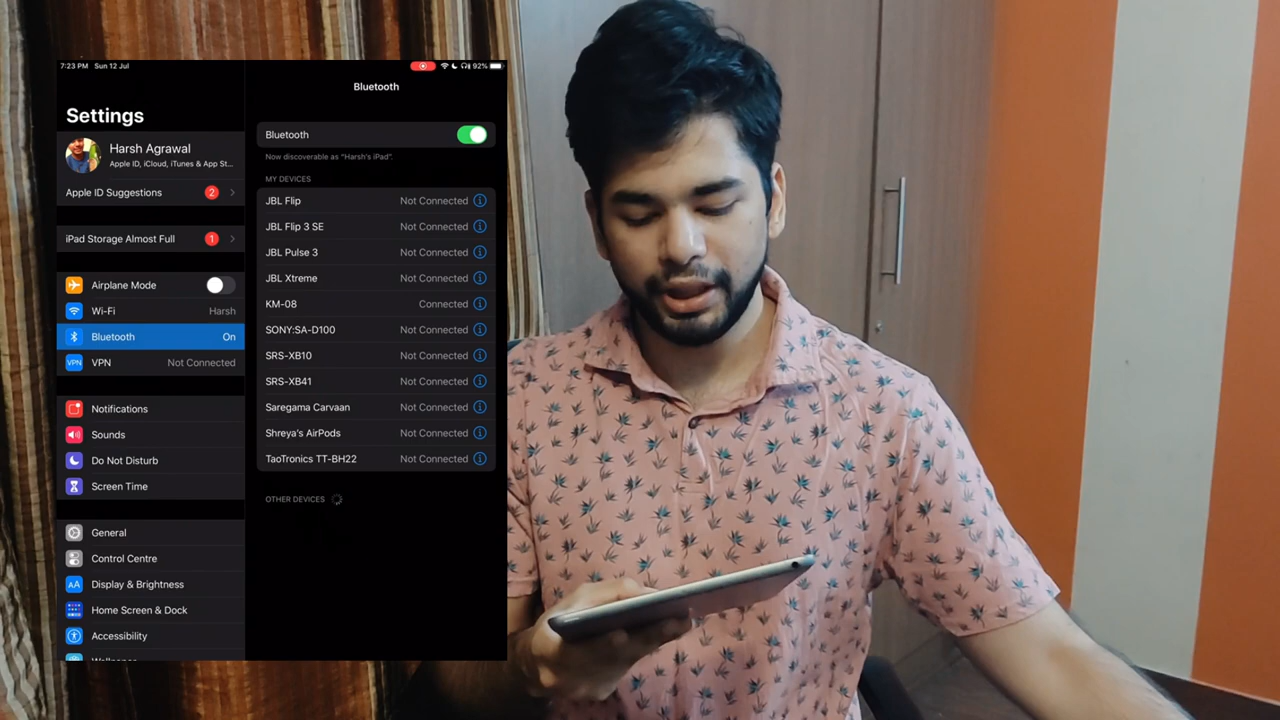 7:23 PM Sun 12 Jul
92%
Settings
Harsh Agrawal
Apple ID, iCloud, iTunes & App St...
Apple ID Suggestions 2
iPad Storage Almost Full 1
Airplane Mode
Wi-Fi Harsh
Bluetooth On
VPN VPN Not Connected
Notifications
Sounds
Do Not Disturb
Screen Time
General
Control Centre
AA Display & Brightness
Home Screen & Dock
Accessibility
Bluetooth
Bluetooth
Now discoverable as “Harsh's iPad”.
MY DEVICES
JBL Flip Not Connected
JBL Flip 3 SE Not Connected
JBL Pulse 3 Not Connected
JBL Xtreme Not Connected
KM-08 Connected
SONY:SA-D100 Not Connected
SRS-XB10 Not Connected
SRS-XB41 Not Connected
Saregama Carvaan Not Connected
Shreya's AirPods Not Connected
TaoTronics TT-BH22 Not Connected
OTHER DEVICES